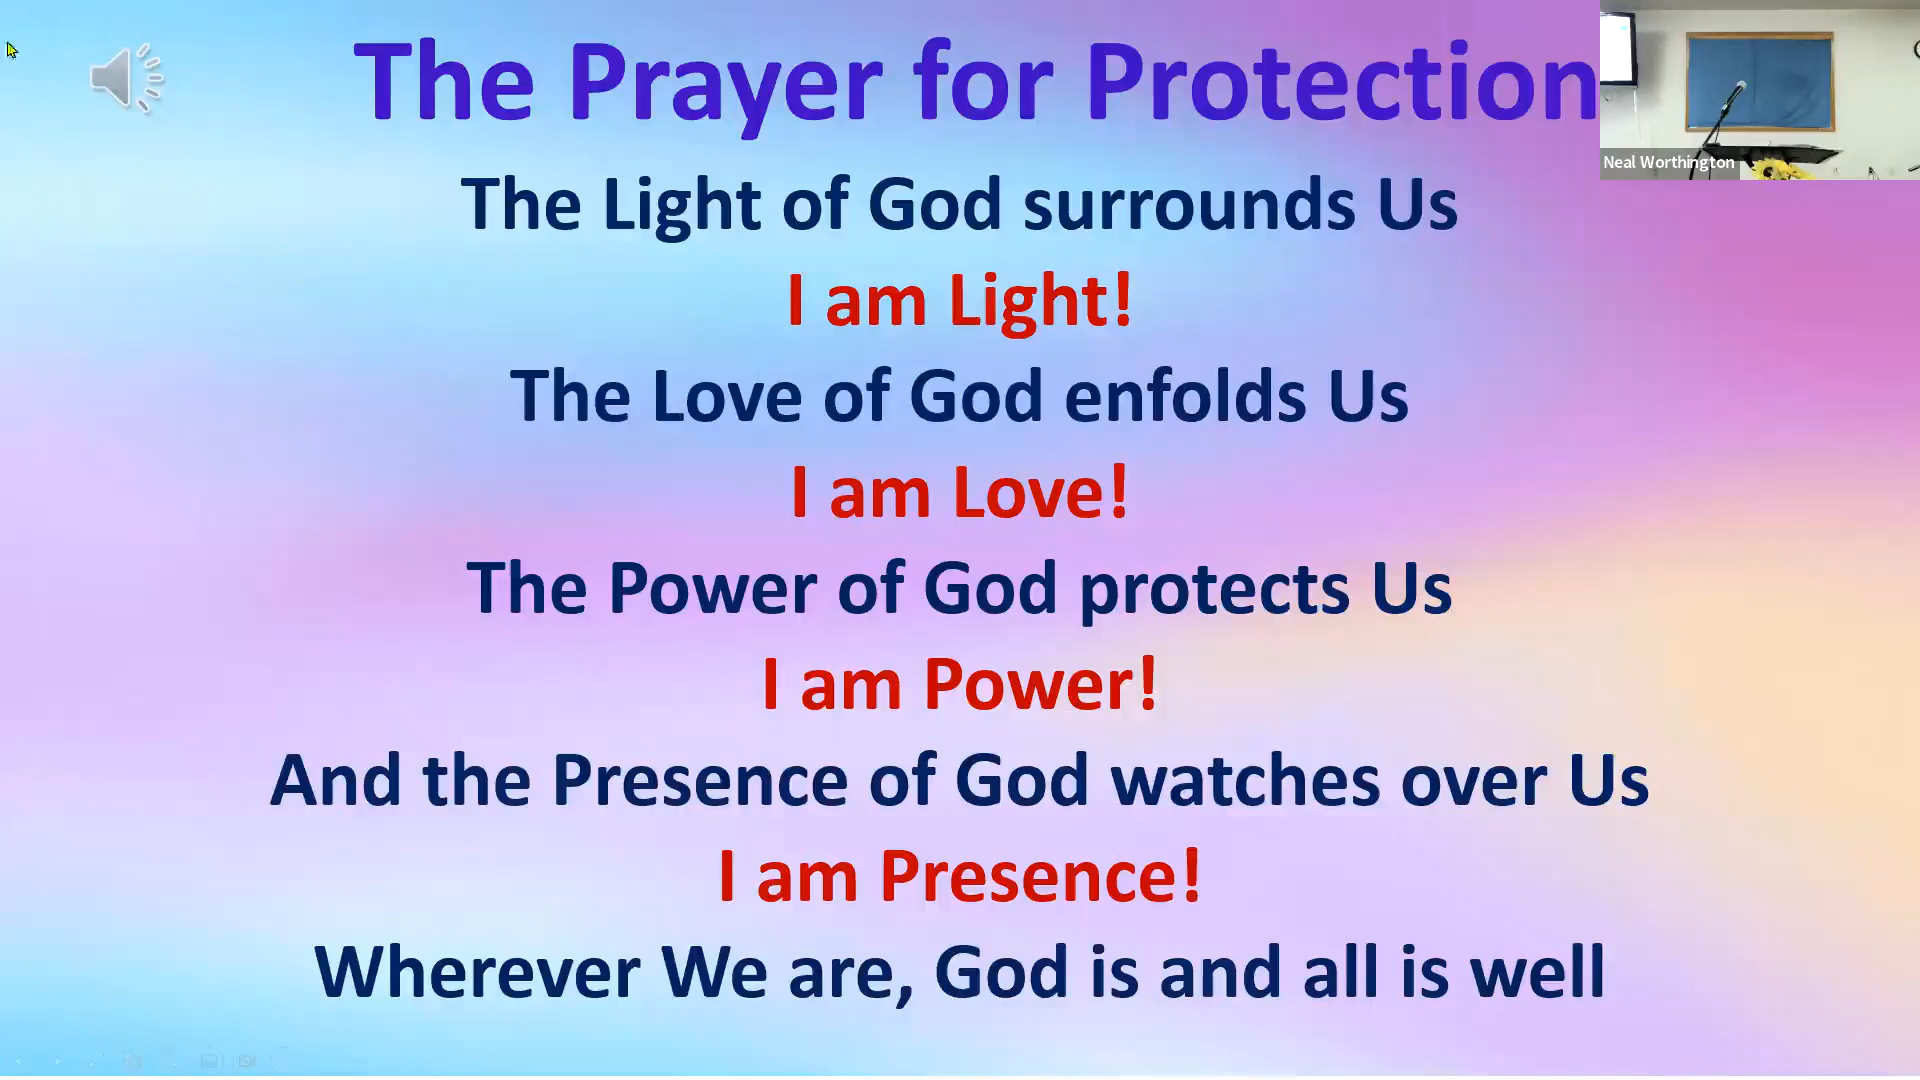 The Prayer for Protection
Neal Worthington
The Light of God surrounds Us
I am Light!
The Love of God enfolds Us
I am Love!
The Power of God protects Us
I am Power!
And the Presence of God watches over Us
I am Presence!
Wherever We are, God is and all is well